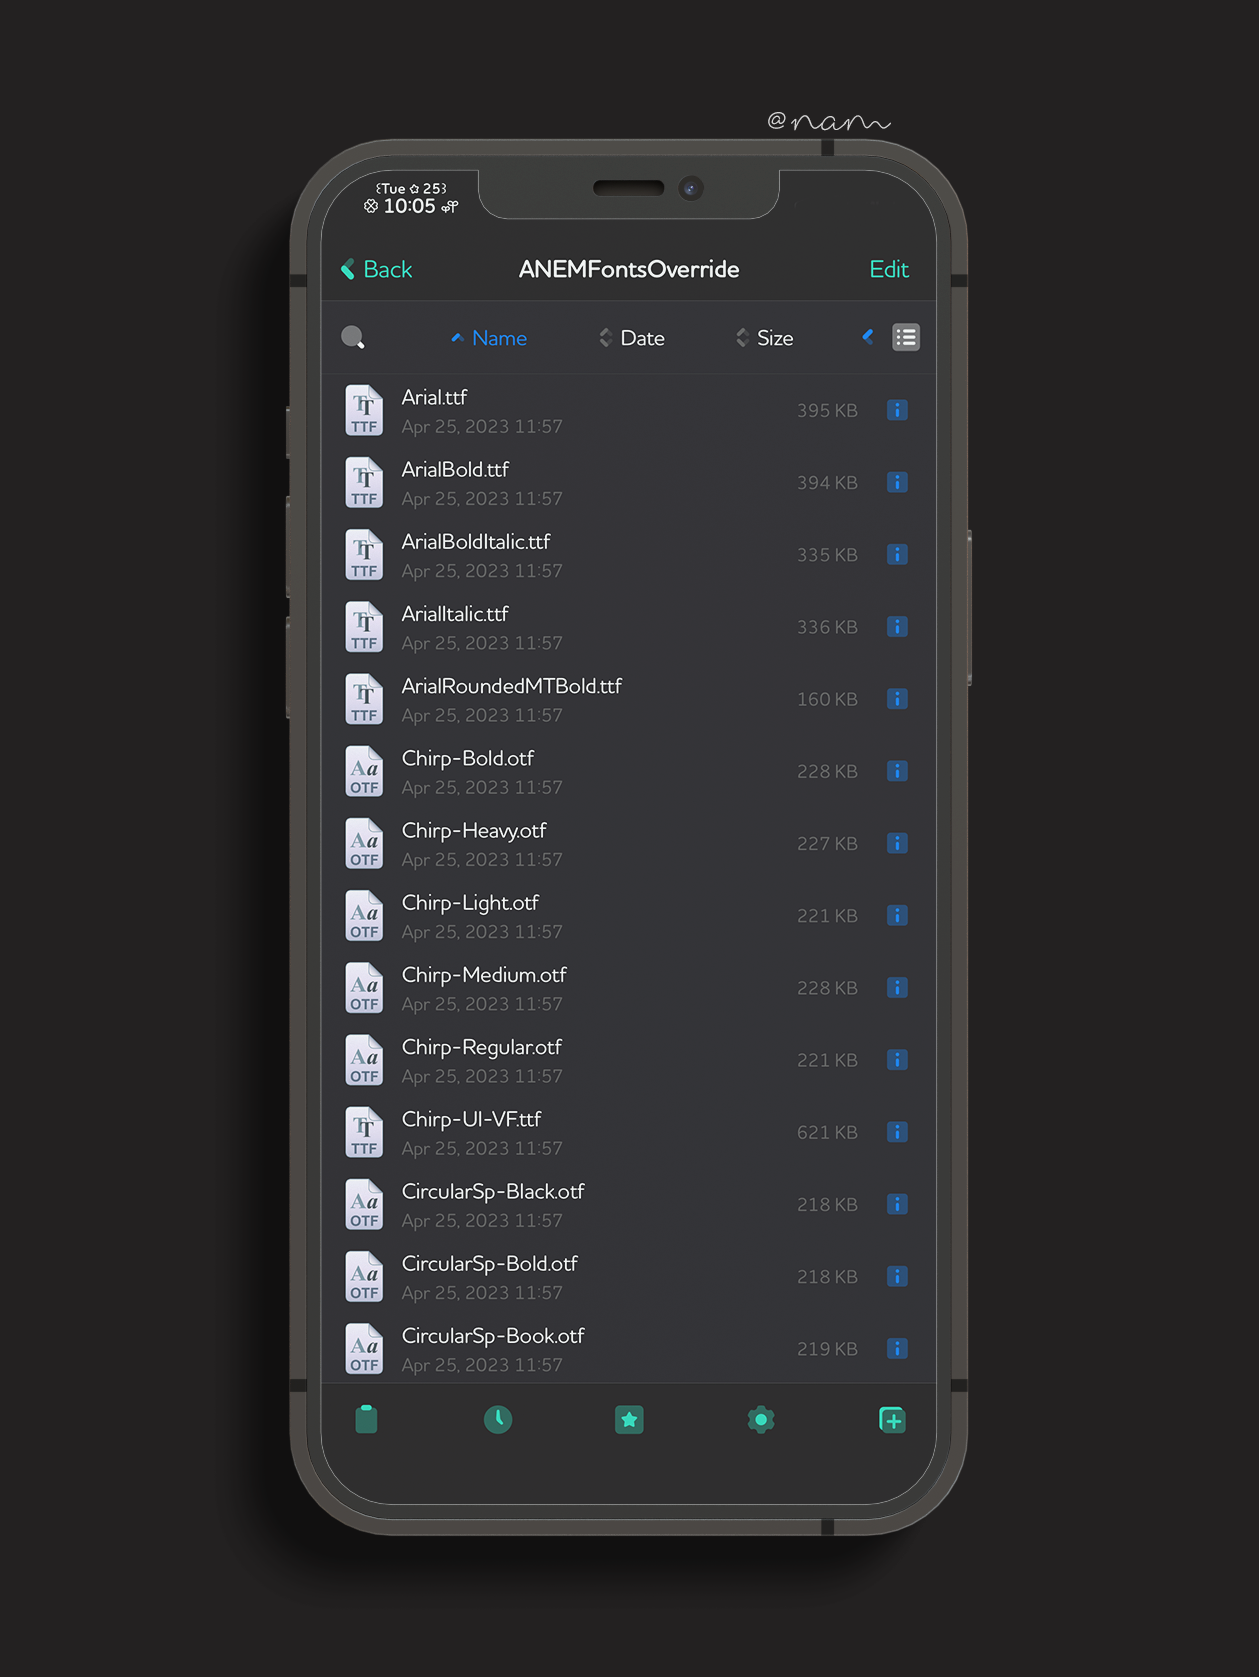 @nam
{Tue ✩ 25}
10:05
Back
ANEMFontsOverride
Edit
Name
Date
Size
Arial.ttf
Apr 25, 2023 11:57
395 KB
TTF
ArialBold.ttf
Apr 25, 2023 11:57
394 KB
TTF
ArialBoldItalic.ttf
Apr 25, 2023 11:57
335 KB
TTF
ArialItalic.ttf
Apr 25, 2023 11:57
336 KB
TTF
ArialRoundedMTBold.ttf
Apr 25, 2023 11:57
160 KB
TTF
Chirp-Bold.otf
Apr 25, 2023 11:57
228 KB
Aa
OTF
Chirp-Heavy.otf
Apr 25, 2023 11:57
227 KB
Aa
OTF
Chirp-Light.otf
Apr 25, 2023 11:57
221 KB
Aa
OTF
Chirp-Medium.otf
Apr 25, 2023 11:57
228 KB
Aa
OTF
Chirp-Regular.otf
Apr 25, 2023 11:57
221 KB
Aa
OTF
Chirp-UI-VF.ttf
Apr 25, 2023 11:57
621 KB
TTF
CircularSp-Black.otf
Apr 25, 2023 11:57
218 KB
Aa
OTF
CircularSp-Bold.otf
Apr 25, 2023 11:57
218 KB
Aa
OTF
CircularSp-Book.otf
Apr 25, 2023 11:57
219 KB
Aa
OTF